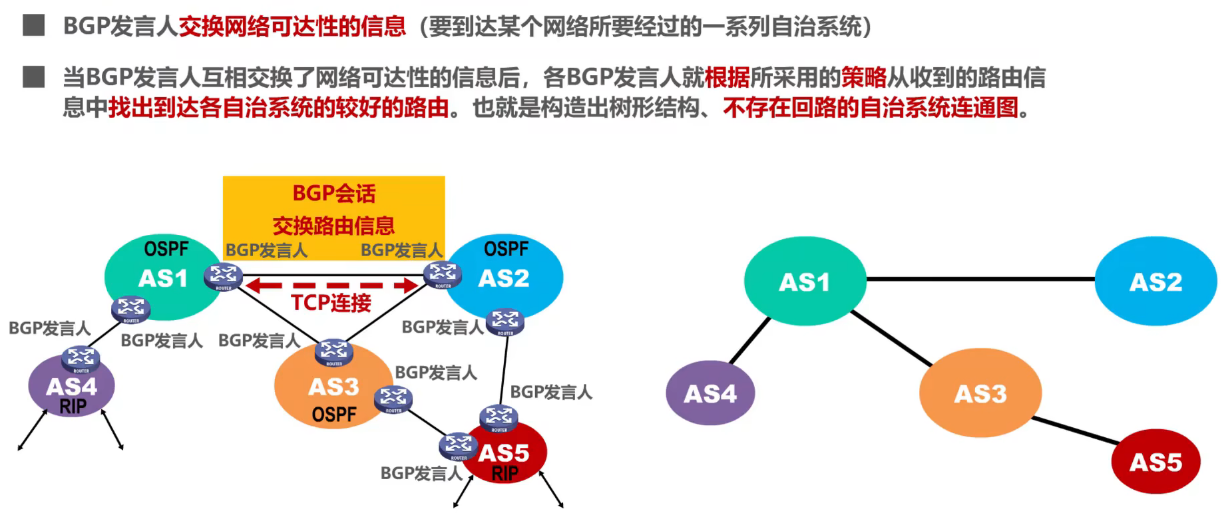 BGP发言人交换网络可达性的信息（要到达某个网络所要经过的一系列自治系统）
当BGP发言人互相交换了网络可达性的信息后，各BGP发言人就根据所采用的策略从收到的路由信
息中找出到达各自治系统的较好的路由。也就是构造出树形结构、不存在回路的自治系统连通图。
BGP会话
交换路由信息
BGP发言人
BGP发言人
OSPF
AS1
ROUTER
OSPF
AS2
ROUTER
TCP连接
ROUTER
BGP发言人
BGP发言人
BGP发言人
ROUTER
BGP发言人
ROUTER
AS4
RIP
ROUTER
AS3
OSPF
BGP发言人
ROUTER
BGP发言人
ROUTER
BGP发言人
ROUTER
AS5
RIP
AS1
AS2
AS4
AS3
AS5